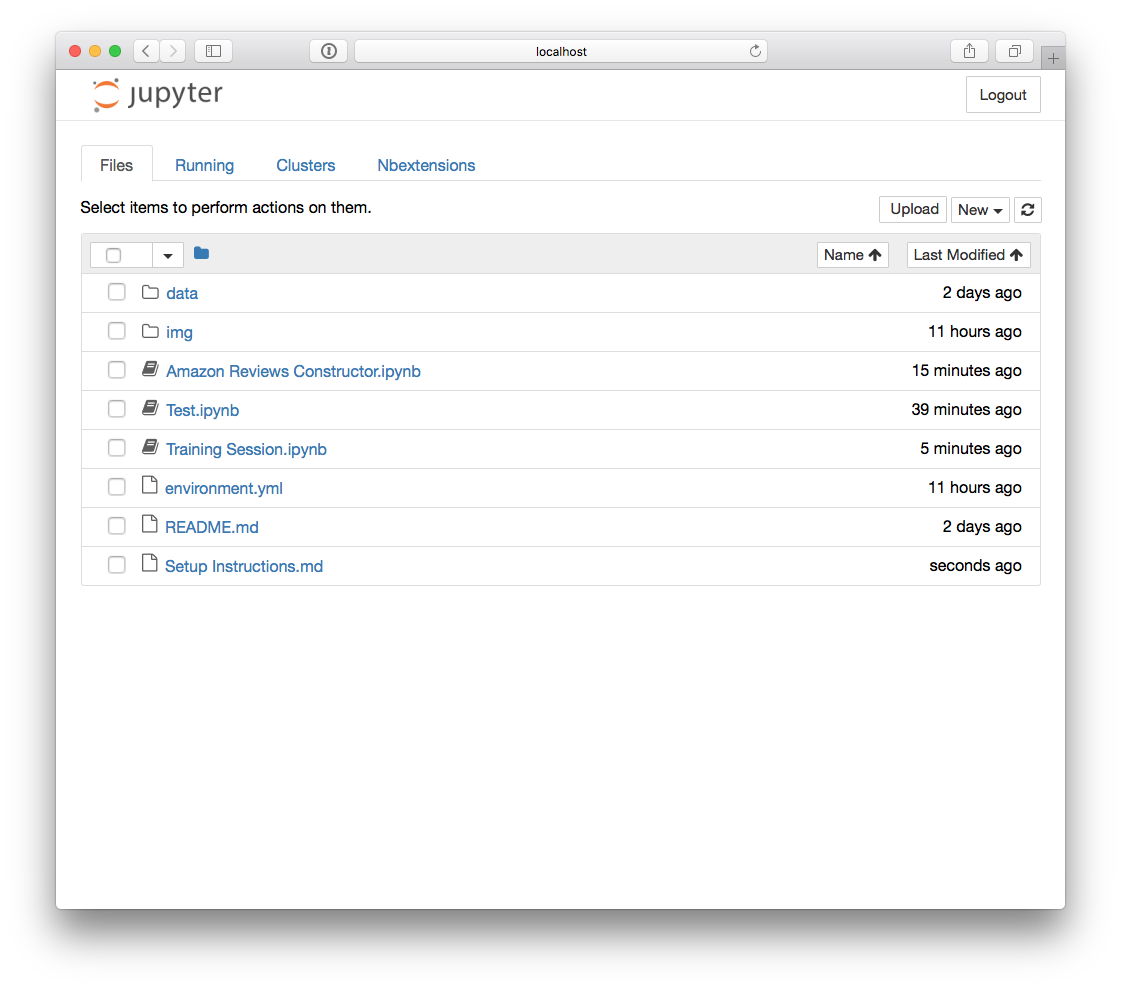 localhost
jupyter
Logout
Files Running Clusters Nbextensions
Select items to perform actions on them.
Upload New
Name Last Modified
data 2 days ago
img 11 hours ago
Amazon Reviews Constructor.ipynb 15 minutes ago
Test.ipynb 39 minutes ago
Training Session.ipynb 5 minutes ago
environment.yml 11 hours ago
README.md 2 days ago
Setup Instructions.md seconds ago